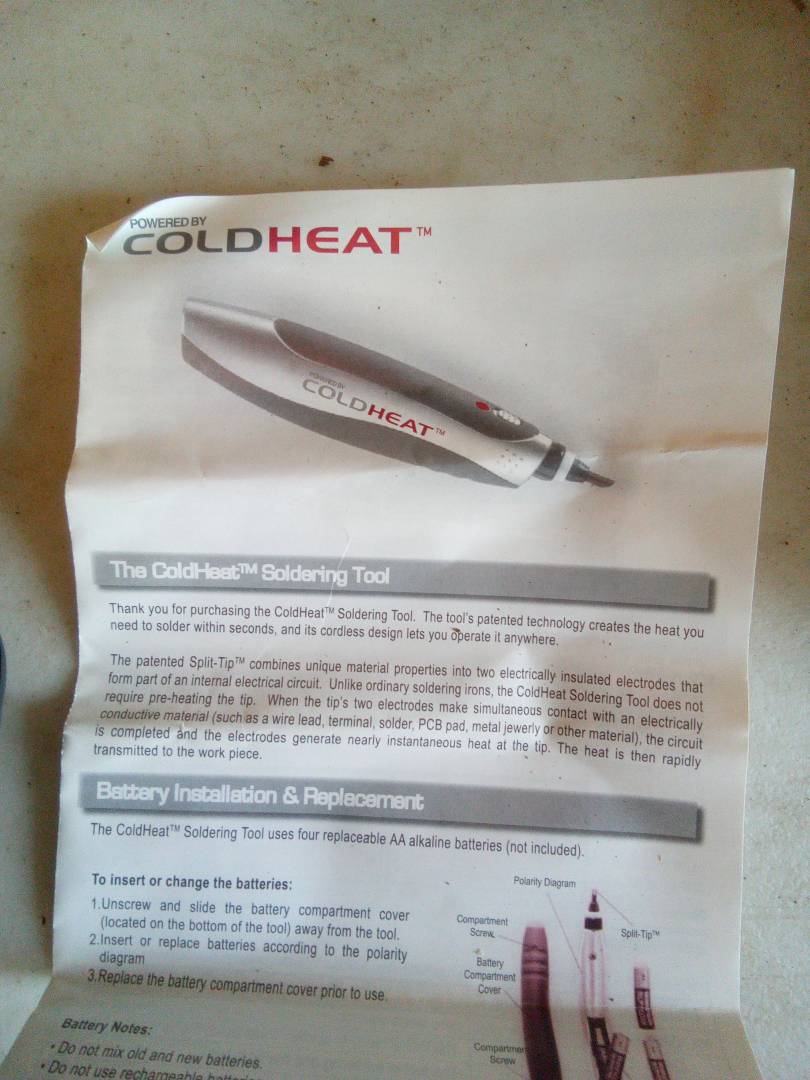 POWERED BY
COLDHEAT™
POWERED BY
COLDHEAT™
The ColdHeat™ Soldering Tool
Thank you for purchasing the ColdHeat™ Soldering Tool. The tool's patented technology creates the heat you
need to solder within seconds, and its cordless design lets you operate it anywhere.
The patented Split-Tip™ combines unique material properties into two electrically insulated electrodes that
form part of an internal electrical circuit. Unlike ordinary soldering irons, the ColdHeat Soldering Tool does not
require pre-heating the tip. When the tip's two electrodes make simultaneous contact with an electrically
conductive material (such as a wire lead, terminal, solder, PCB pad, metal jewerly or other material), the circuit
is completed and the electrodes generate nearly instantaneous heat at the tip. The heat is then rapidly
transmitted to the work piece.
Battery Installation & Replacement
The ColdHeat™ Soldering Tool uses four replaceable AA alkaline batteries (not included).
To insert or change the batteries:
1.Unscrew and slide the battery compartment cover
(located on the bottom of the tool) away from the tool.
2.Insert or replace batteries according to the polarity
diagram
3.Replace the battery compartment cover prior to use.
Battery Notes:
• Do not mix old and new batteries.
• Do not use rechargeable batteries
Polarity Diagram
Compartment
Screw
Split-Tip™
Battery
Compartment
Cover
Compartment
Screw